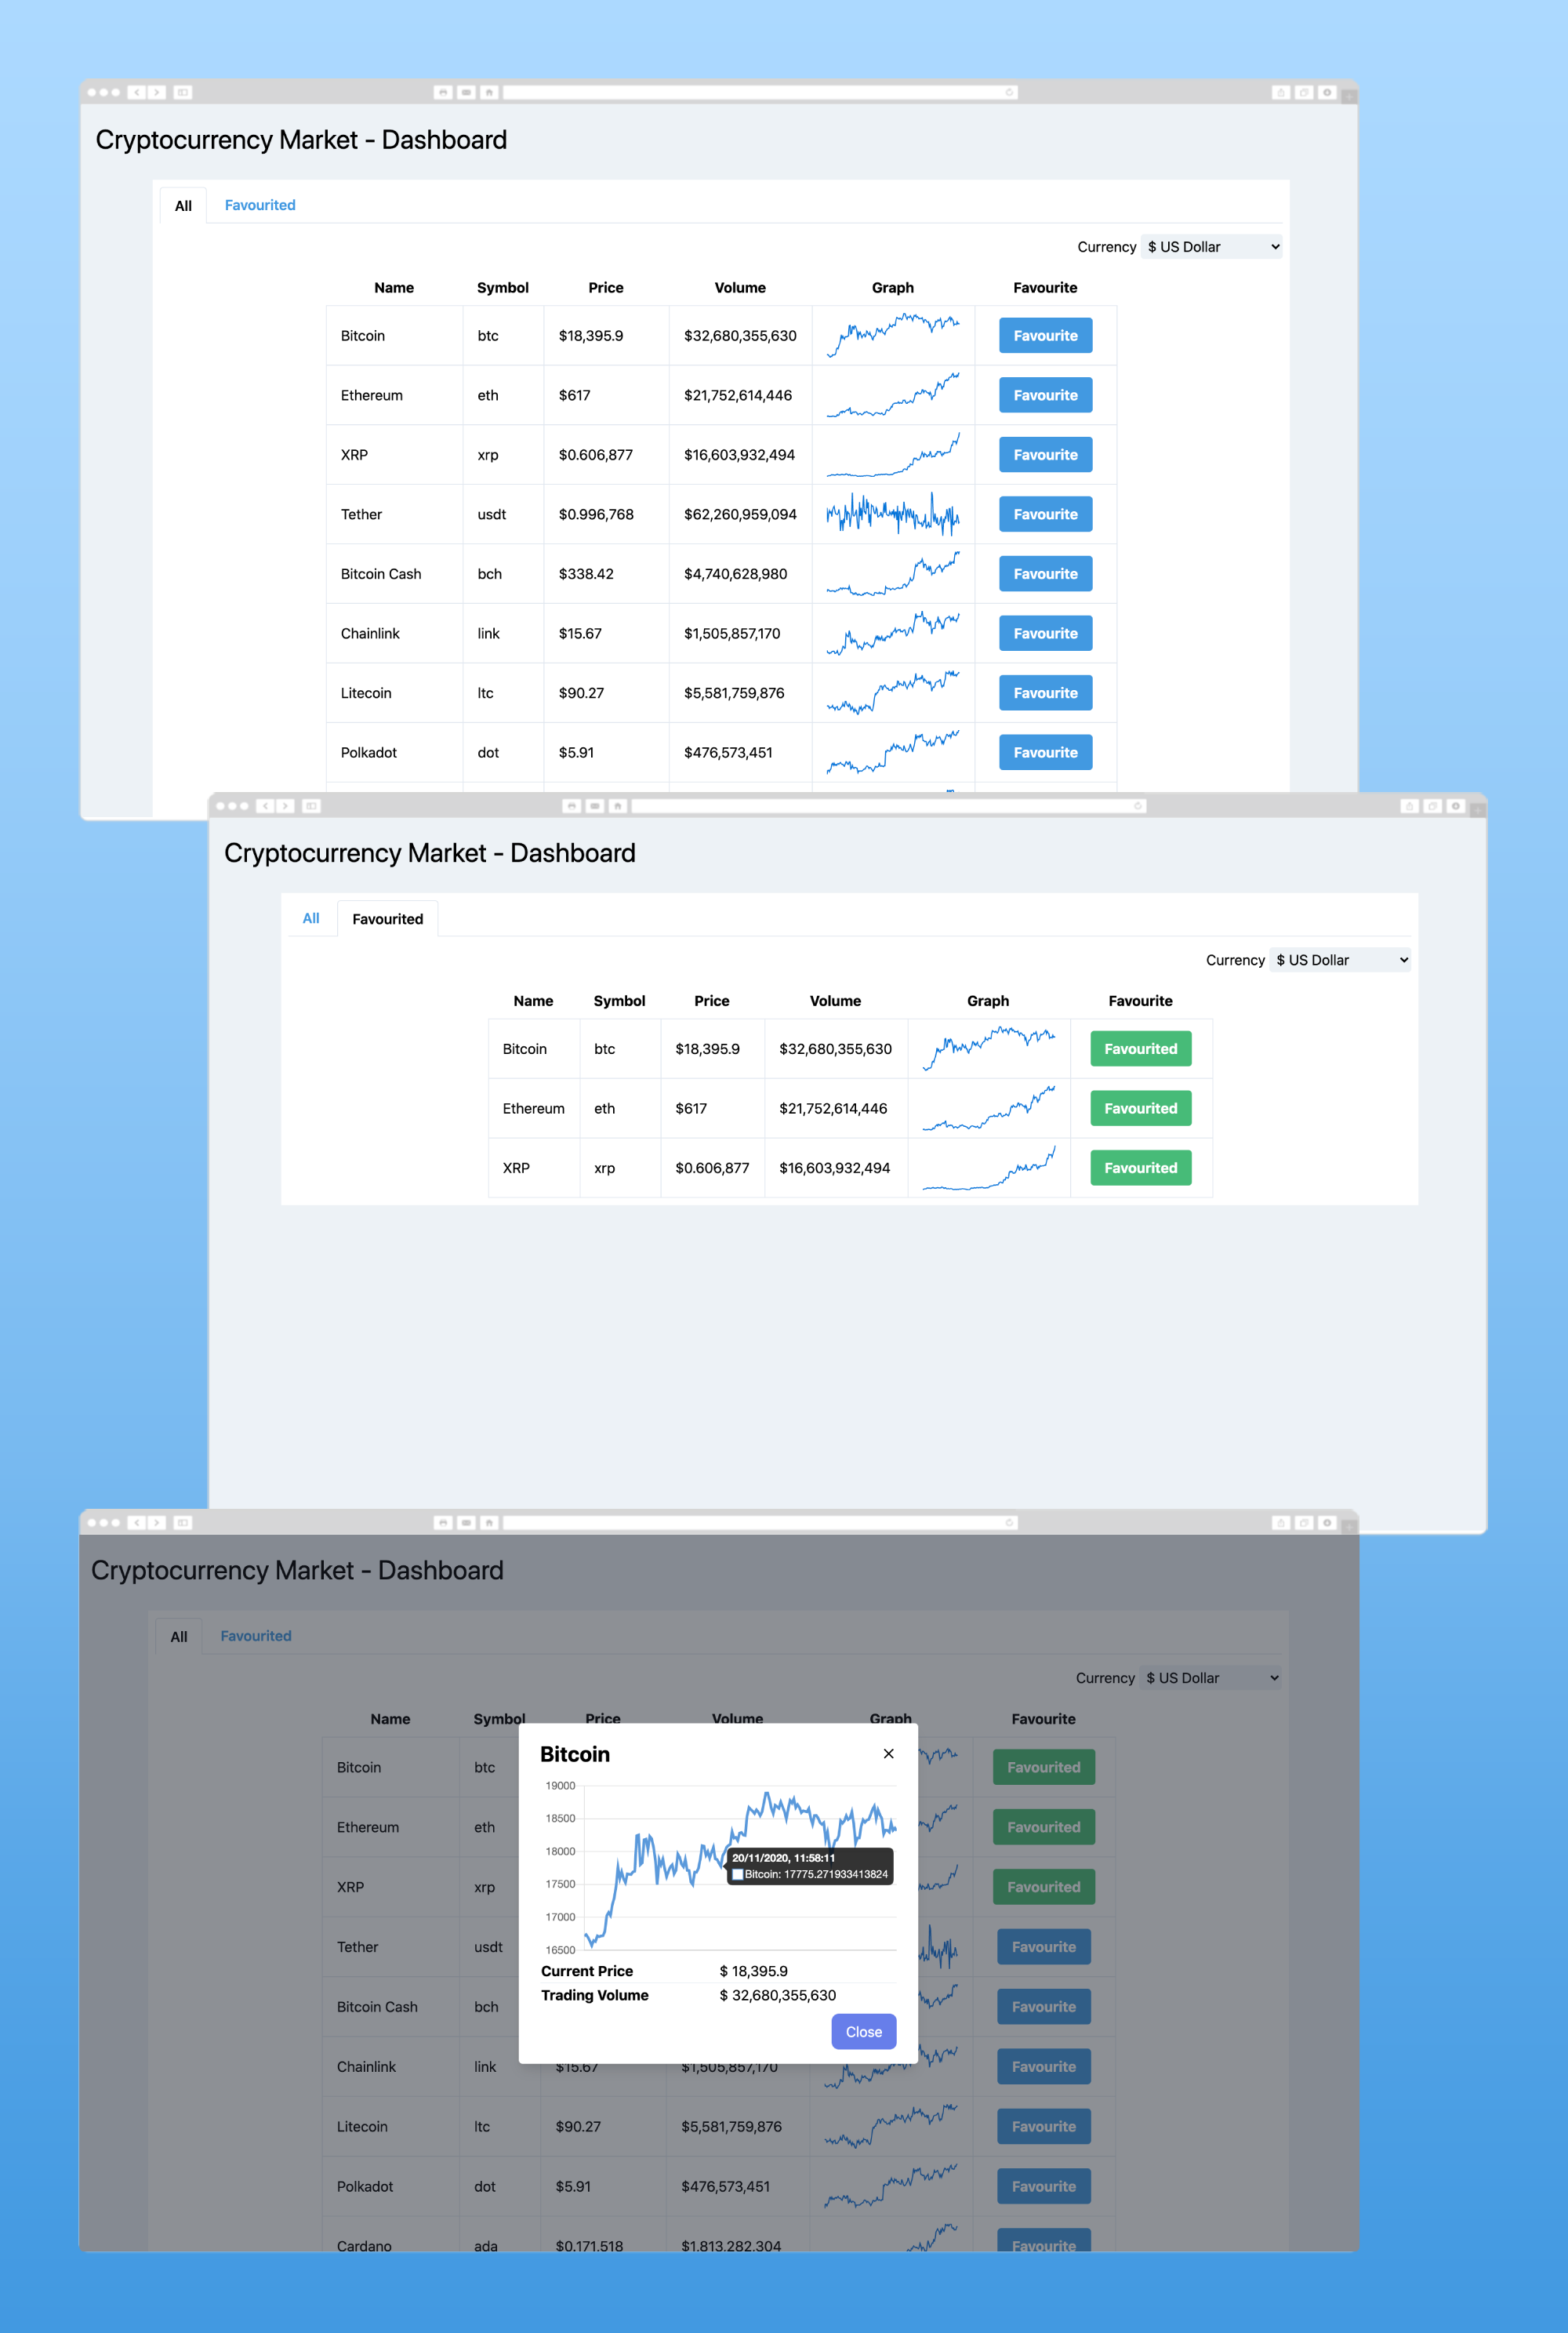 Cryptocurrency Market - Dashboard
All Favourited
Currency $ US Dollar
Name Symbol Price Volume Graph Favourite
Bitcoin btc $18,395.9 $32,680,355,630 Favourite
Ethereum eth $617 $21,752,614,446 Favourite
XRP xrp $0.606,877 $16,603,932,494 Favourite
Tether usdt $0.996,768 $62,260,959,094 Favourite
Bitcoin Cash bch $338.42 $4,740,628,980 Favourite
Chainlink link $15.67 $1,505,857,170 Favourite
Litecoin ltc $90.27 $5,581,759,876 Favourite
Polkadot dot $5.91 $476,573,451 Favourite
Cryptocurrency Market - Dashboard
All Favourited
Currency $ US Dollar
Name Symbol Price Volume Graph Favourite
Bitcoin btc $18,395.9 $32,680,355,630 Favourited
Ethereum eth $617 $21,752,614,446 Favourited
XRP xrp $0.606,877 $16,603,932,494 Favourited
Cryptocurrency Market - Dashboard
All Favourited
Currency $ US Dollar
Name Symbol Price Volume Graph Favourite
Bitcoin btc Favourited
Ethereum eth Favourited
XRP xrp Favourited
Tether usdt Favourite
Bitcoin Cash bch Favourite
Chainlink link $15.67 $1,505,857,170 Favourite
Litecoin ltc $90.27 $5,581,759,876 Favourite
Polkadot dot $5.91 $476,573,451 Favourite
Cardano ada $0.171,518 $1,813,282,304 Favourite
Bitcoin
19000
18500
18000
17500
17000
16500
20/11/2020, 11:58:11
Bitcoin: 17775.271933413824
Current Price $ 18,395.9
Trading Volume $ 32,680,355,630
Close